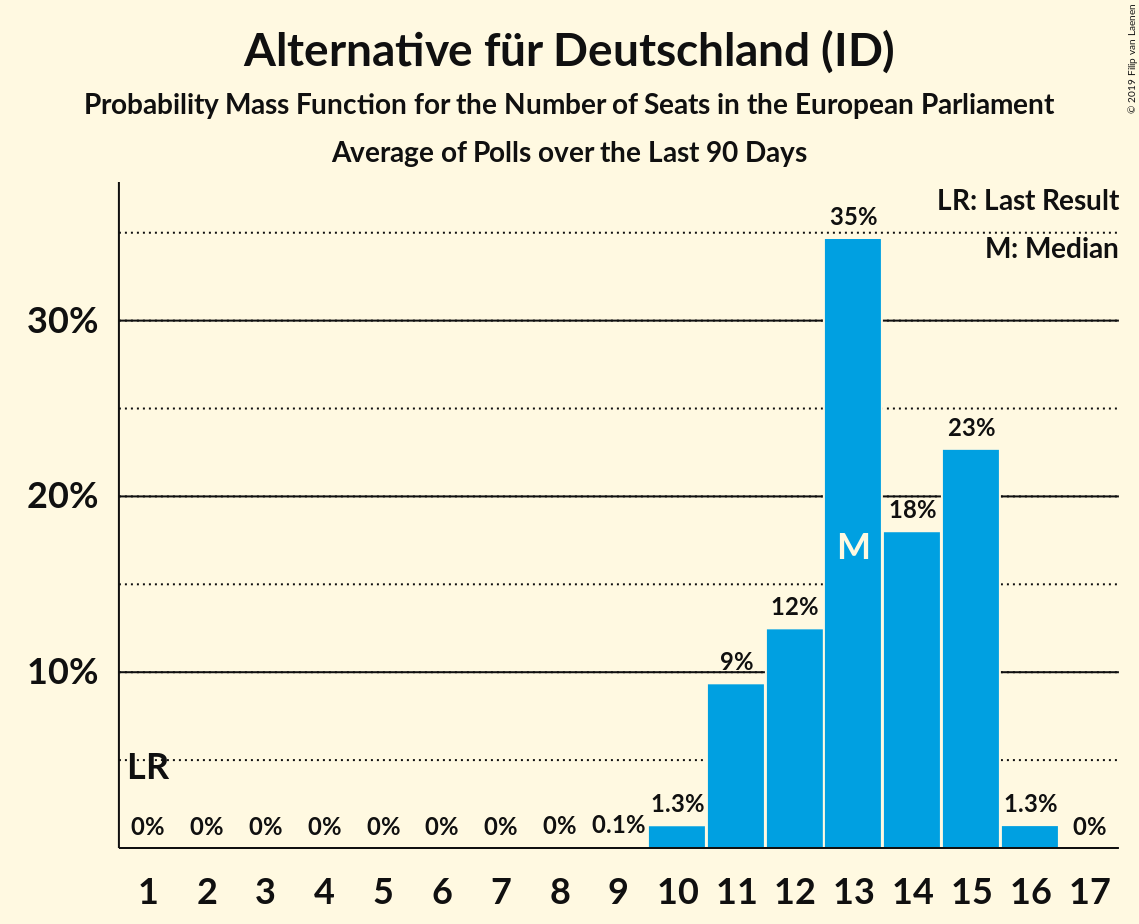 Alternative für Deutschland (ID)
Probability Mass Function for the Number of Seats in the European Parliament
Average of Polls over the Last 90 Days
© 2019 Filip van Laenen
LR: Last Result
M: Median
35%
30%
23%
20%
18%
M
12%
10%
9%
LR
0% 0% 0% 0% 0% 0% 0% 0% 0.1% 1.3% 1.3% 0%
1 2 3 4 5 6 7 8 9 10 11 12 13 14 15 16 17